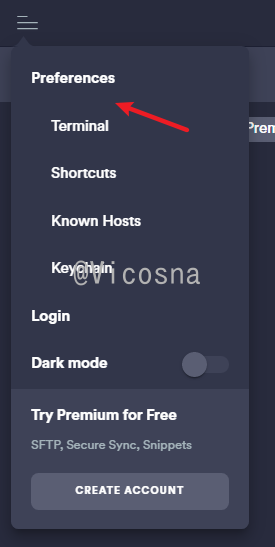 Preferences
Terminal
Prem
Shortcuts
Known Hosts
Keychain
@Vicosna
Login
Dark mode
Try Premium for Free
SFTP, Secure Sync, Snippets
CREATE ACCOUNT